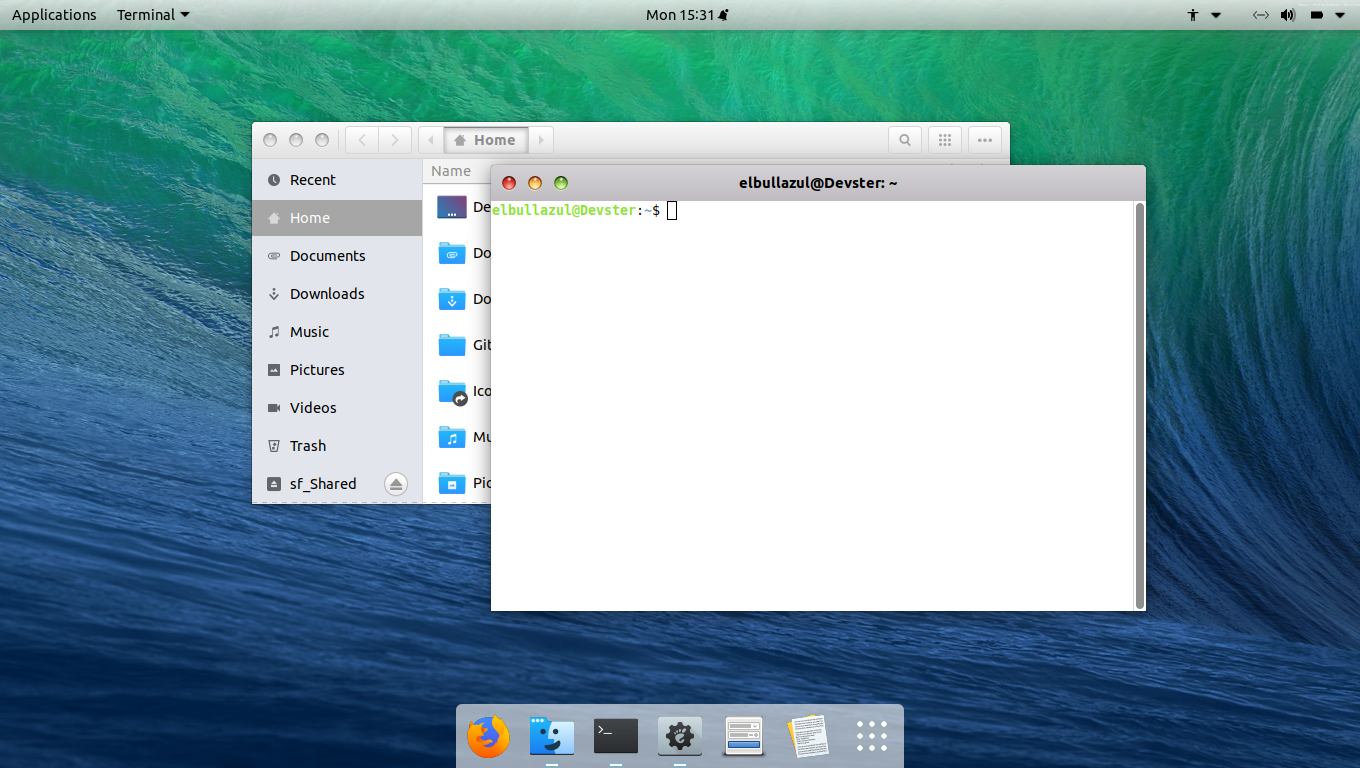 Applications Terminal Mon 15:31
Home
Name
Recent
Home
Documents
Downloads
Music
Pictures
Videos
Trash
sf_Shared
De
Do
Do
Git
Ico
Mu
Pic
elbullazul@Devster: ~
elbullazul@Devster:~$
>_